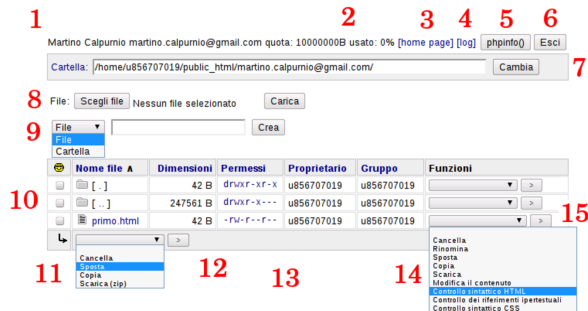 1 2 3 4 5 6
Martino Calpurnio martino.calpurnio@gmail.com quota: 10000000B usato: 0% [home page] [log] phpinfo() Esci
Cartella: /home/u856707019/public_html/martino.calpurnio@gmail.com/ Cambia 7
8 File: Scegli file Nessun file selezionato Carica
9 File Crea
File
Cartella
Nome file ∧ Dimensioni Permessi Proprietario Gruppo Funzioni
10 [ . ] 42 B drwxr-xr-x u856707019 u856707019 >
[ .. ] 247561 B drwxr-x--- u856707019 u856707019 >
primo.html 42 B -rw-r--r-- u856707019 u856707019 > 15
>
11 12 13 14
Cancella
Sposta
Copia
Scarica (zip)
Cancella
Rinomina
Sposta
Copia
Scarica
Modifica il contenuto
Controllo sintattico HTML
Controllo dei riferimenti ipertestuali
Controllo sintattico CSS